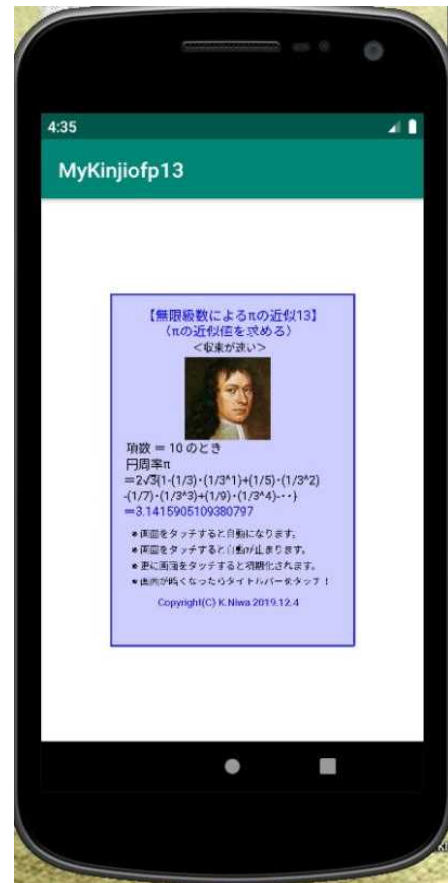 4:35
MyKinjiofp13
【無限級数によるπの近似13】
(πの近似値を求める)
<収束が速い>
項数 = 10 のとき
円周率π
=2√3{1-(1/3)・(1/3^1)+(1/5)・(1/3^2)
-(1/7)・(1/3^3)+(1/9)・(1/3^4)-・・}
=3.1415905109380797
*画面をタッチすると自動になります。
*画面をタッチすると自動が止まります。
*更に画面をタッチすると初期化されます。
*画面が暗くなったらタイトルバーをタッチ！
Copyright(C) K.Niwa 2019.12.4